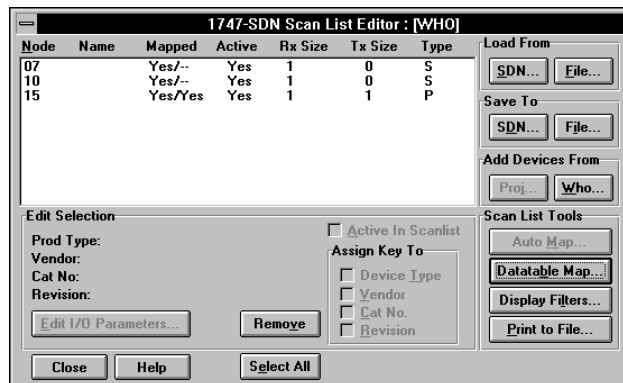 1747-SDN Scan List Editor : [WHO]
Node Name Mapped Active Rx Size Tx Size Type
07 Yes/-- Yes 1 0 S
10 Yes/-- Yes 1 0 S
15 Yes/Yes Yes 1 1 P
Load From
SDN... File...
Save To
SDN... File...
Add Devices From
Proj... Who...
Edit Selection
Prod Type:
Vendor:
Cat No:
Revision:
Edit I/O Parameters... Remove
Active In Scanlist
Assign Key To
Device Type
Vendor
Cat No.
Revision
Scan List Tools
Auto Map...
Datatable Map...
Display Filters...
Print to File...
Close Help Select All